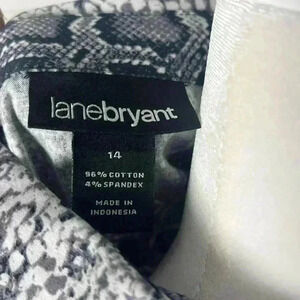 lanebryant
14
96% COTTON
4% SPANDEX
MADE IN
INDONESIA